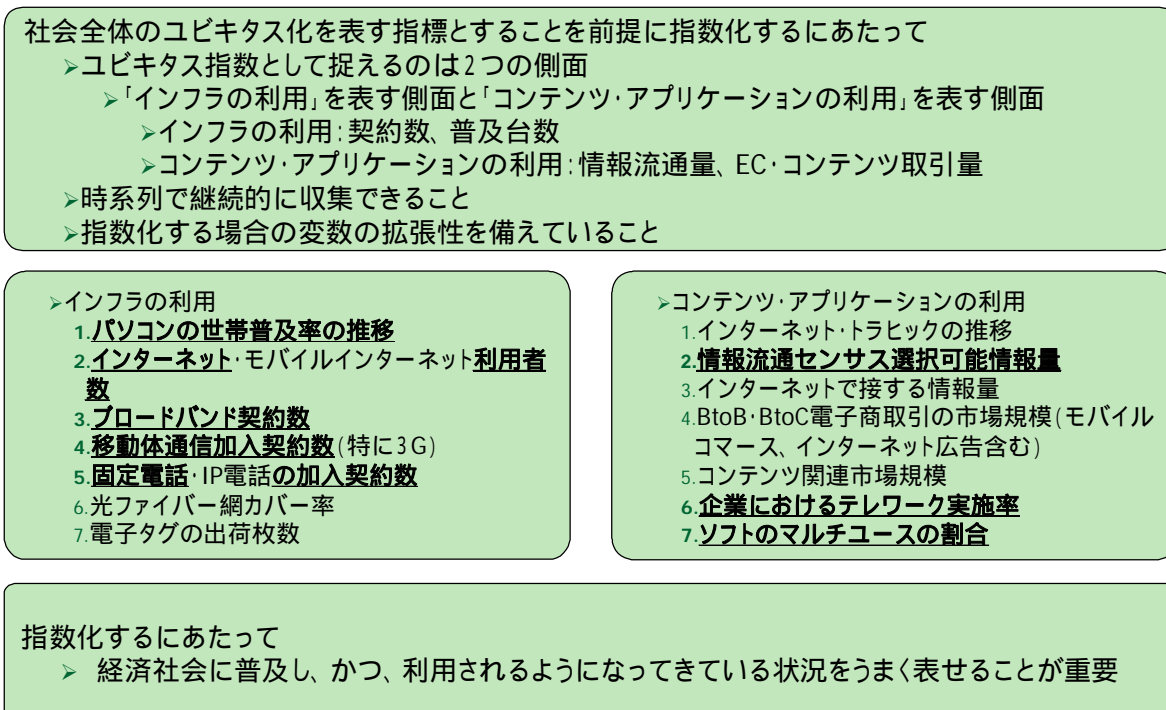 社会全体のユビキタス化を表す指標とすることを前提に指数化するにあたって
➢ユビキタス指数として捉えるのは2つの側面
➢「インフラの利用」を表す側面と「コンテンツ・アプリケーションの利用」を表す側面
➢インフラの利用：契約数、普及台数
➢コンテンツ・アプリケーションの利用：情報流通量、EC・コンテンツ取引量
➢時系列で継続的に収集できること
➢指数化する場合の変数の拡張性を備えていること
➢インフラの利用
1.パソコンの世帯普及率の推移
2.インターネット・モバイルインターネット利用者
数
3.ブロードバンド契約数
4.移動体通信加入契約数(特に3G)
5.固定電話・IP電話の加入契約数
6.光ファイバー網カバー率
7.電子タグの出荷枚数
➢コンテンツ・アプリケーションの利用
1.インターネット・トラヒックの推移
2.情報流通センサス選択可能情報量
3.インターネットで接する情報量
4.BtoB・BtoC電子商取引の市場規模(モバイル
コマース、インターネット広告含む)
5.コンテンツ関連市場規模
6.企業におけるテレワーク実施率
7.ソフトのマルチユースの割合
指数化するにあたって
➢ 経済社会に普及し、かつ、利用されるようになってきている状況をうまく表せることが重要